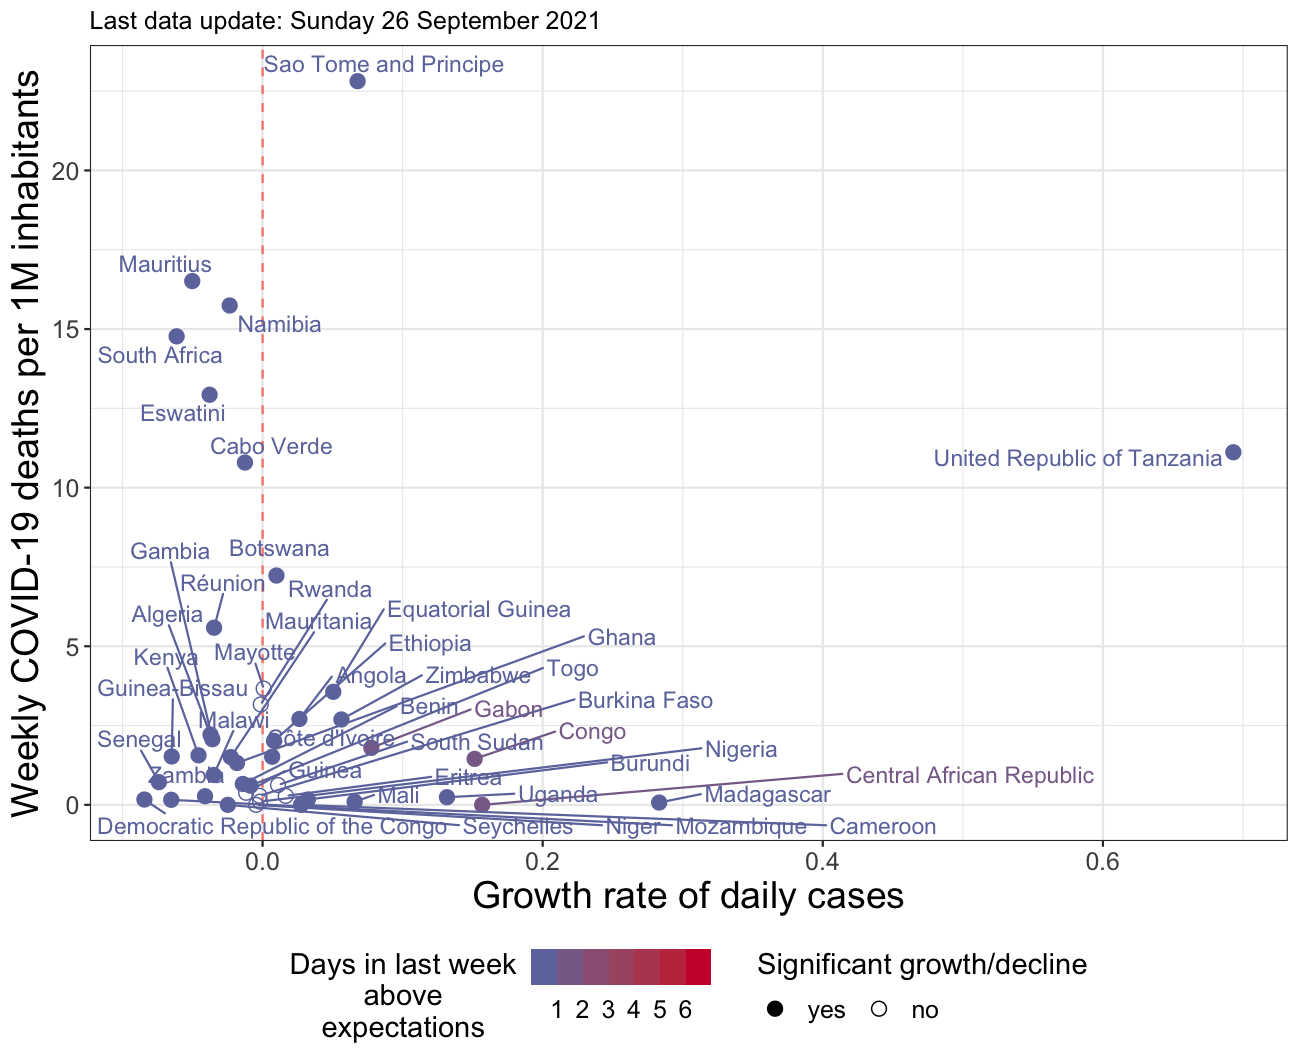 Last data update: Sunday 26 September 2021
Weekly COVID-19 deaths per 1M inhabitants
20
15
10
5
0
Sao Tome and Principe
Mauritius
Namibia
South Africa
Eswatini
Cabo Verde
United Republic of Tanzania
Botswana
Gambia
Réunion
Rwanda
Equatorial Guinea
Algeria
Mauritania
Ghana
Ethiopia
Mayotte
Kenya
Togo
Angola
Zimbabwe
Guinea-Bissau
Burkina Faso
Benin
Gabon
Malawi
Congo
Côte d'Ivoire
Senegal
South Sudan
Nigeria
Burundi
Zambia
Guinea
Eritrea
Central African Republic
Mali
Uganda
Madagascar
Democratic Republic of the Congo
Seychelles
Niger
Mozambique
Cameroon
0.0
0.2
0.4
0.6
Growth rate of daily cases
Days in last week
above
expectations
1 2 3 4 5 6
Significant growth/decline
yes
no